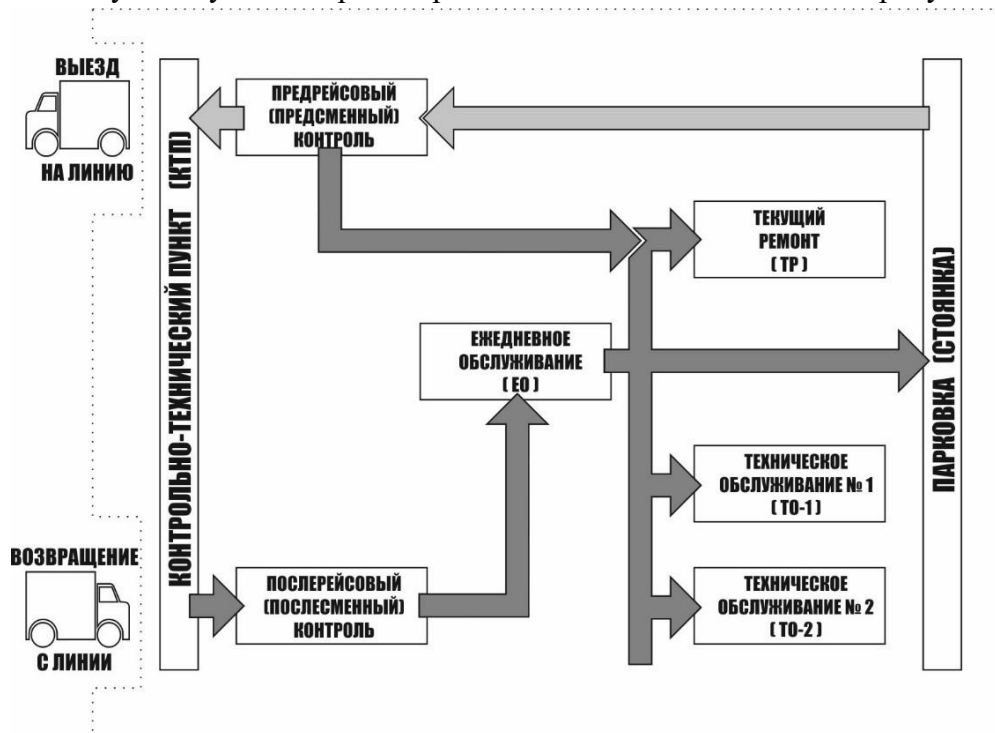 ВЫЕЗД
НА ЛИНИЮ
КОНТРОЛЬНО-ТЕХНИЧЕСКИЙ ПУНКТ (КТП)
ПРЕДРЕЙСОВЫЙ
(ПРЕДСМЕННЫЙ)
КОНТРОЛЬ
ТЕКУЩИЙ
РЕМОНТ
( ТР )
ЕЖЕДНЕВНОЕ
ОБСЛУЖИВАНИЕ
( ЕО )
ПАРКОВКА (СТОЯНКА)
ТЕХНИЧЕСКОЕ
ОБСЛУЖИВАНИЕ № 1
( ТО-1 )
ВОЗВРАЩЕНИЕ
С ЛИНИИ
ПОСЛЕРЕЙСОВЫЙ
(ПОСЛЕСМЕННЫЙ)
КОНТРОЛЬ
ТЕХНИЧЕСКОЕ
ОБСЛУЖИВАНИЕ № 2
( ТО-2 )